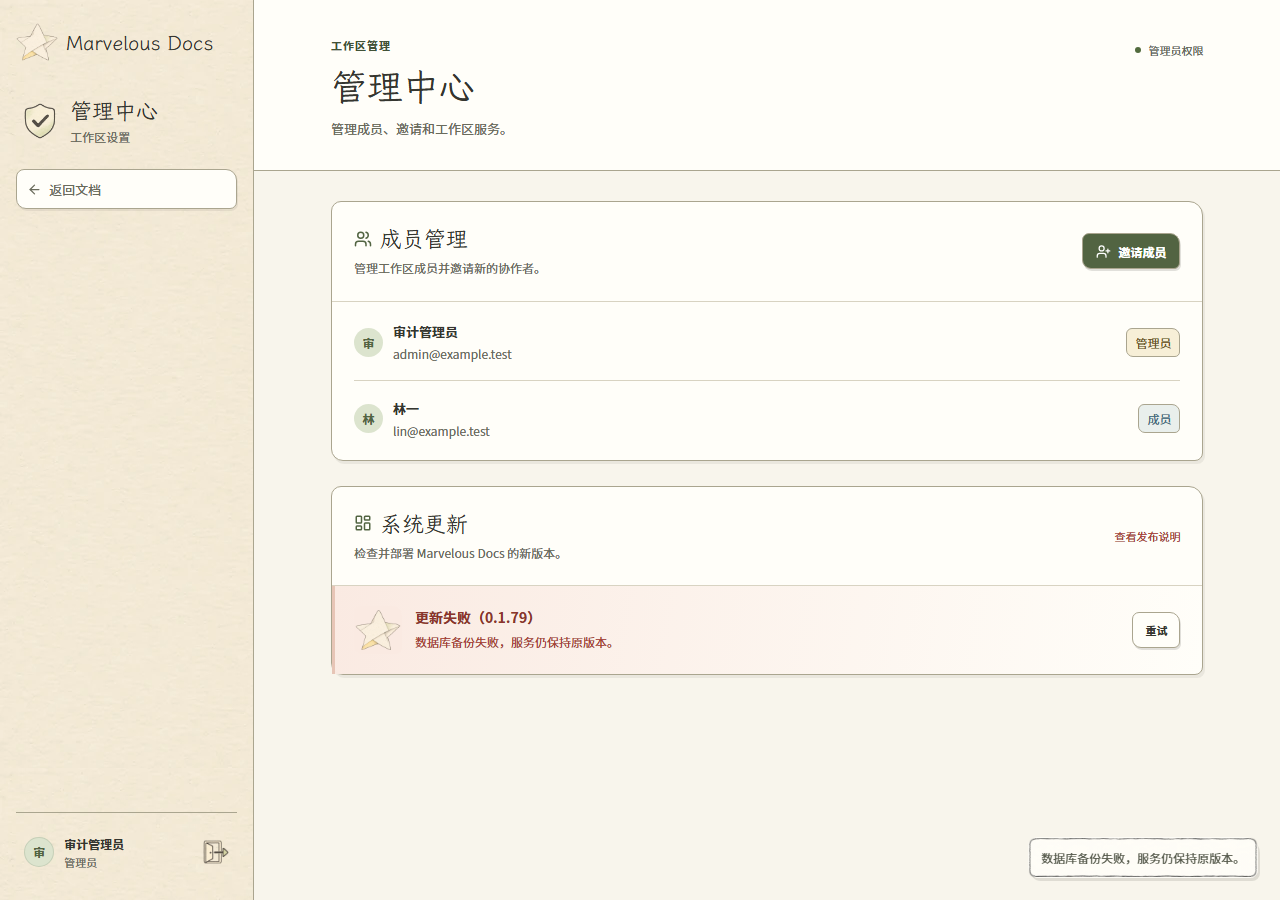 Marvelous Docs
管理中心
工作区设置
返回文档
审计管理员
管理员
审
工作区管理
管理中心
管理成员、邀请和工作区服务。
管理员权限
成员管理
管理工作区成员并邀请新的协作者。
邀请成员
审
审计管理员
admin@example.test
管理员
林
林一
lin@example.test
成员
系统更新
检查并部署 Marvelous Docs 的新版本。
查看发布说明
更新失败（0.1.79）
数据库备份失败，服务仍保持原版本。
重试
数据库备份失败，服务仍保持原版本。